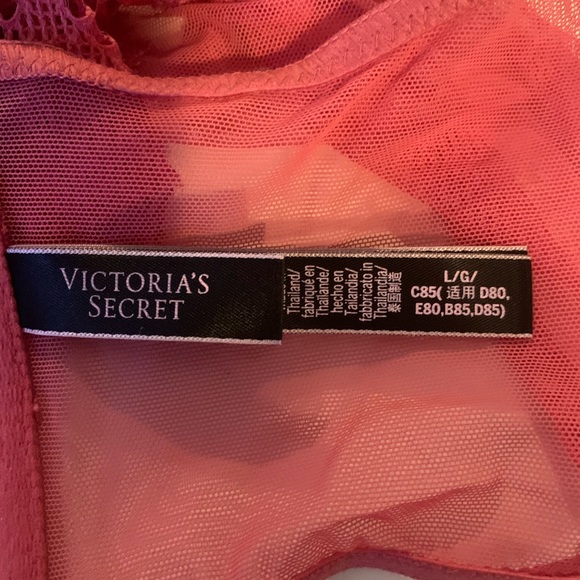 VICTORIA'S
SECRET
Thailand/
fabriqué en
Thaïlande/
hecho en
Tailandia/
fabbricato in
Thailandia/
泰国制造
L/G/
C85( 适用 D80,
E80,B85,D85)